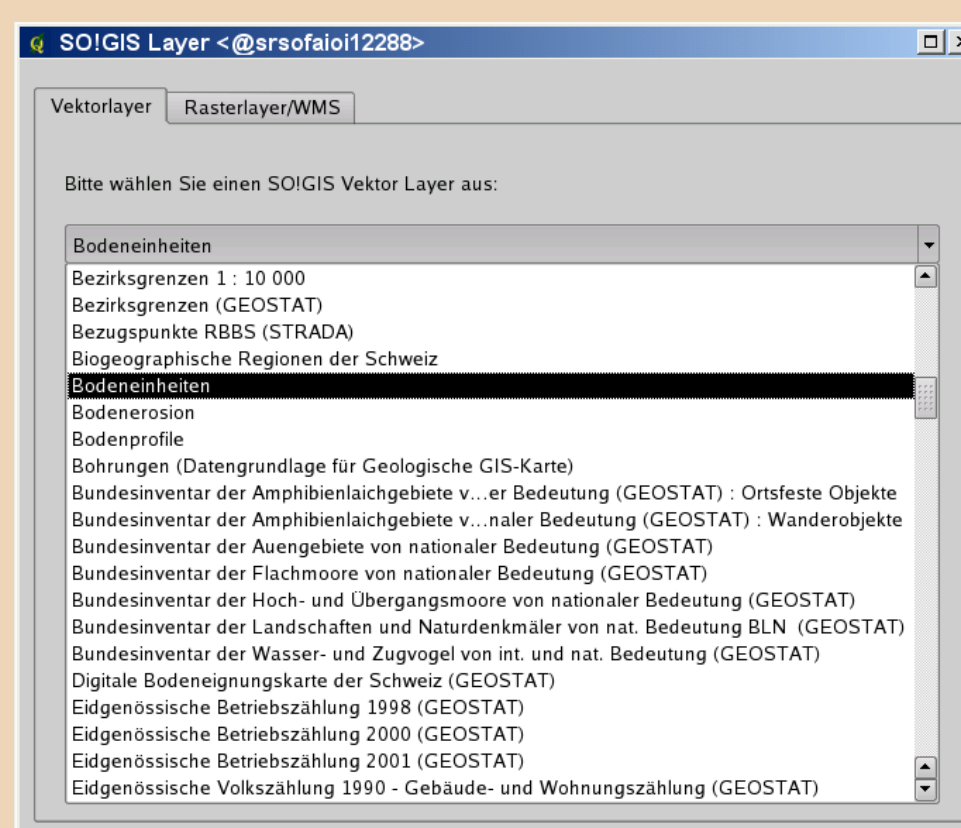 SO!GIS Layer <@srsofaioi12288>
Vektorlayer Rasterlayer/WMS
Bitte wählen Sie einen SO!GIS Vektor Layer aus:
Bodeneinheiten
Bezirksgrenzen 1 : 10 000
Bezirksgrenzen (GEOSTAT)
Bezugspunkte RBBS (STRADA)
Biogeographische Regionen der Schweiz
Bodeneinheiten
Bodenerosion
Bodenprofile
Bohrungen (Datengrundlage für Geologische GIS-Karte)
Bundesinventar der Amphibienlaichgebiete v...er Bedeutung (GEOSTAT) : Ortsfeste Objekte
Bundesinventar der Amphibienlaichgebiete v...naler Bedeutung (GEOSTAT) : Wanderobjekte
Bundesinventar der Auengebiete von nationaler Bedeutung (GEOSTAT)
Bundesinventar der Flachmoore von nationaler Bedeutung (GEOSTAT)
Bundesinventar der Hoch- und Übergangsmoore von nationaler Bedeutung (GEOSTAT)
Bundesinventar der Landschaften und Naturdenkmäler von nat. Bedeutung BLN  (GEOSTAT)
Bundesinventar der Wasser- und Zugvogel von int. und nat. Bedeutung (GEOSTAT)
Digitale Bodeneignungskarte der Schweiz (GEOSTAT)
Eidgenössische Betriebszählung 1998 (GEOSTAT)
Eidgenössische Betriebszählung 2000 (GEOSTAT)
Eidgenössische Betriebszählung 2001 (GEOSTAT)
Eidgenössische Volkszählung 1990 - Gebäude- und Wohnungszählung (GEOSTAT)